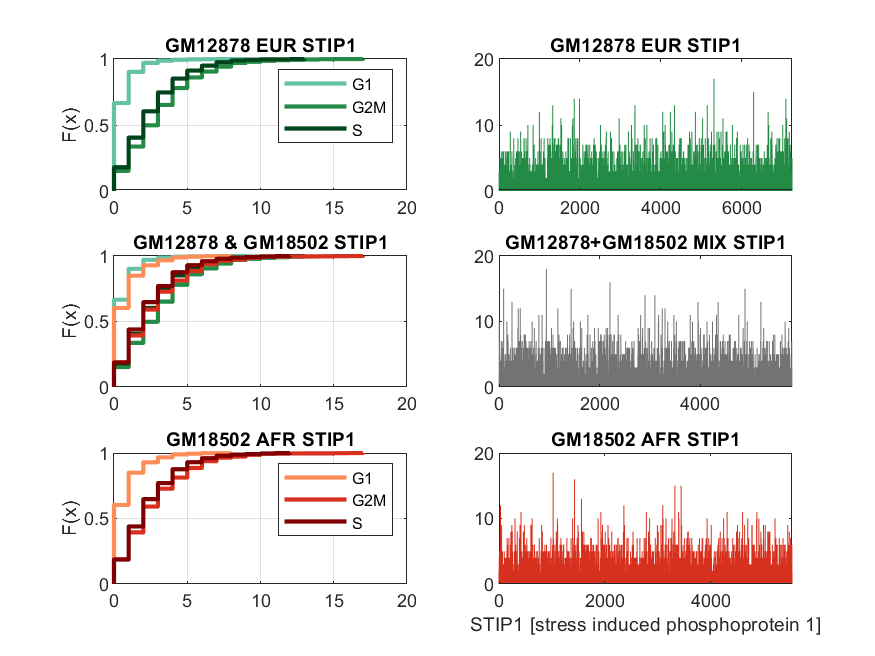 GM12878 EUR STIP1
F(x)
1
0.5
0
0 5 10 15 20
G1
G2M
S
GM12878 EUR STIP1
20
10
0
0 2000 4000 6000
GM12878 & GM18502 STIP1
F(x)
1
0.5
0
0 5 10 15 20
GM12878+GM18502 MIX STIP1
20
10
0
0 2000 4000
GM18502 AFR STIP1
F(x)
1
0.5
0
0 5 10 15 20
G1
G2M
S
GM18502 AFR STIP1
20
10
0
0 2000 4000
STIP1 [stress induced phosphoprotein 1]